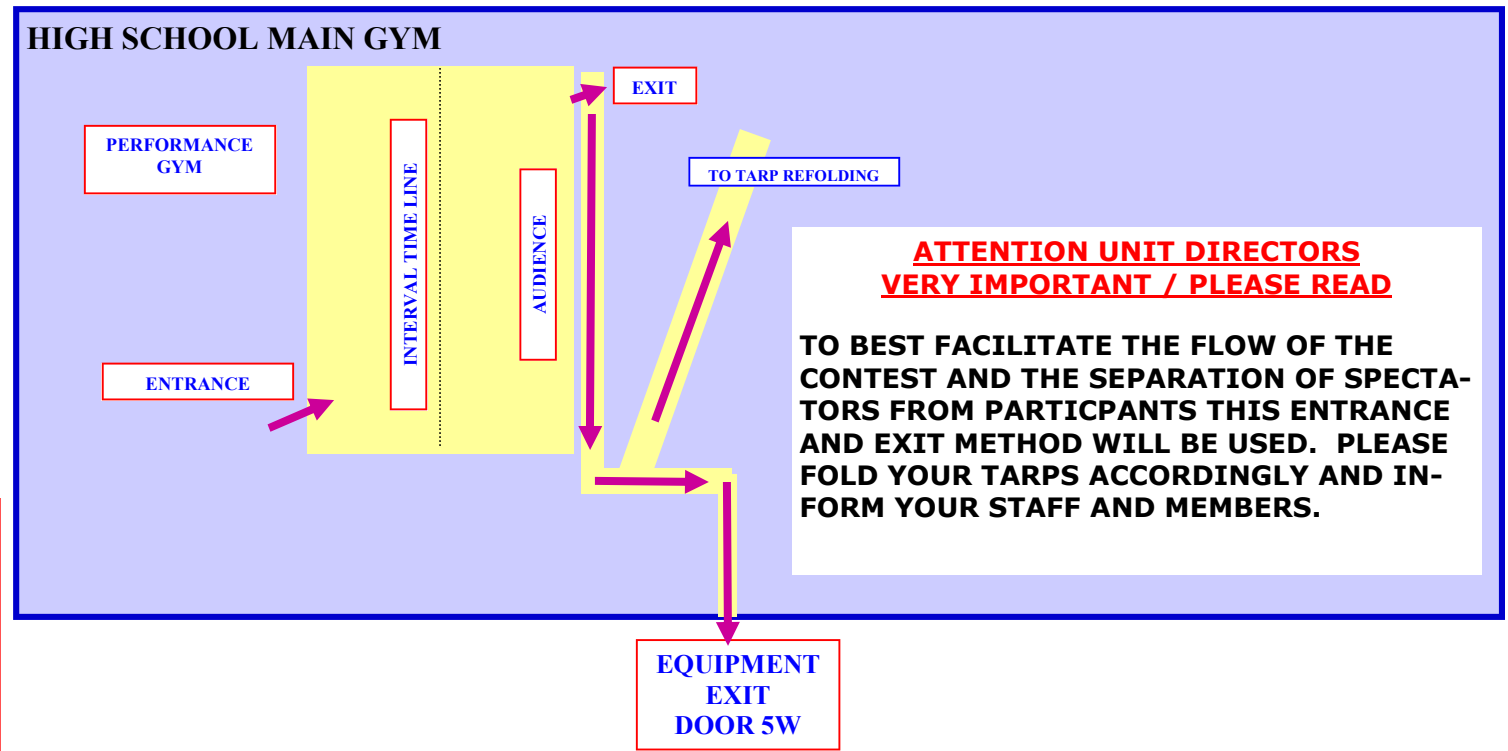 HIGH SCHOOL MAIN GYM
EXIT
PERFORMANCE
GYM
INTERVAL TIME LINE
AUDIENCE
TO TARP REFOLDING
ENTRANCE
ATTENTION UNIT DIRECTORS
VERY IMPORTANT / PLEASE READ
TO BEST FACILITATE THE FLOW OF THE
CONTEST AND THE SEPARATION OF SPECTA-
TORS FROM PARTICPANTS THIS ENTRANCE
AND EXIT METHOD WILL BE USED.  PLEASE
FOLD YOUR TARPS ACCORDINGLY AND IN-
FORM YOUR STAFF AND MEMBERS.
EQUIPMENT
EXIT
DOOR 5W